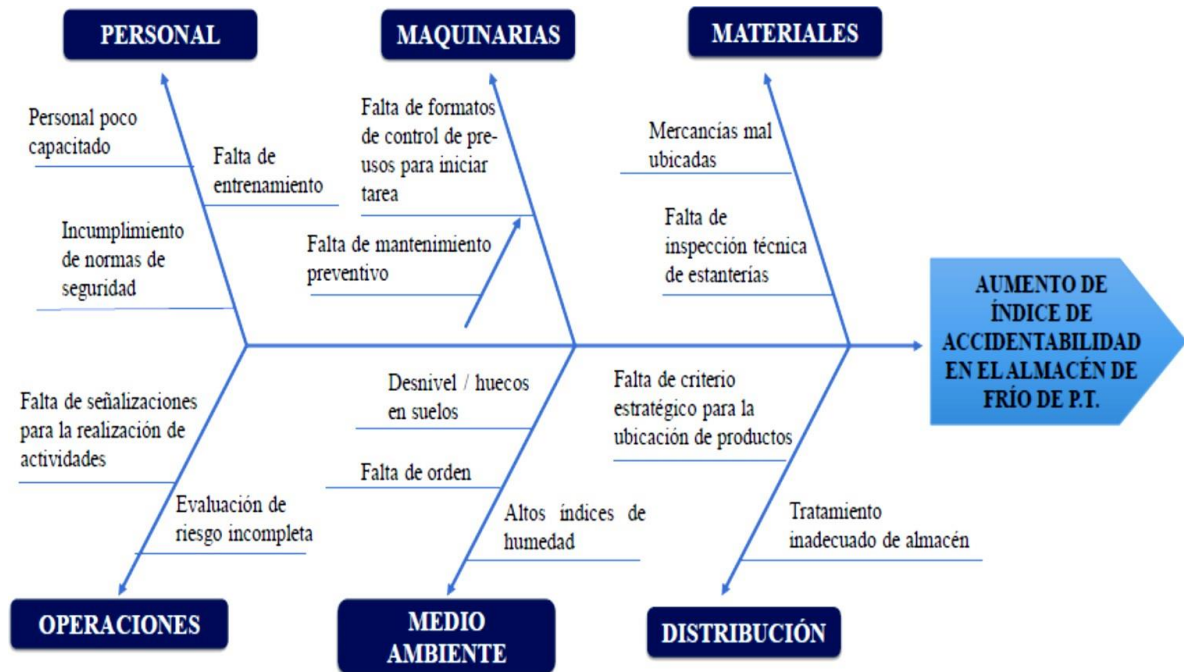 PERSONAL
MAQUINARIAS
MATERIALES
Personal poco
capacitado
Falta de
entrenamiento
Incumplimiento
de normas de
seguridad
Falta de formatos
de control de pre-
usos para iniciar
tarea
Falta de mantenimiento
preventivo
Mercancías mal
ubicadas
Falta de
inspección técnica
de estanterías
AUMENTO DE
ÍNDICE DE
ACCIDENTABILIDAD
EN EL ALMACÉN DE
FRÍO DE P.T.
Falta de señalizaciones
para la realización de
actividades
Evaluación de
riesgo incompleta
Desnivel / huecos
en suelos
Falta de orden
Altos índices de
humedad
Falta de criterio
estratégico para la
ubicación de productos
Tratamiento
inadecuado de almacén
OPERACIONES
MEDIO
AMBIENTE
DISTRIBUCIÓN